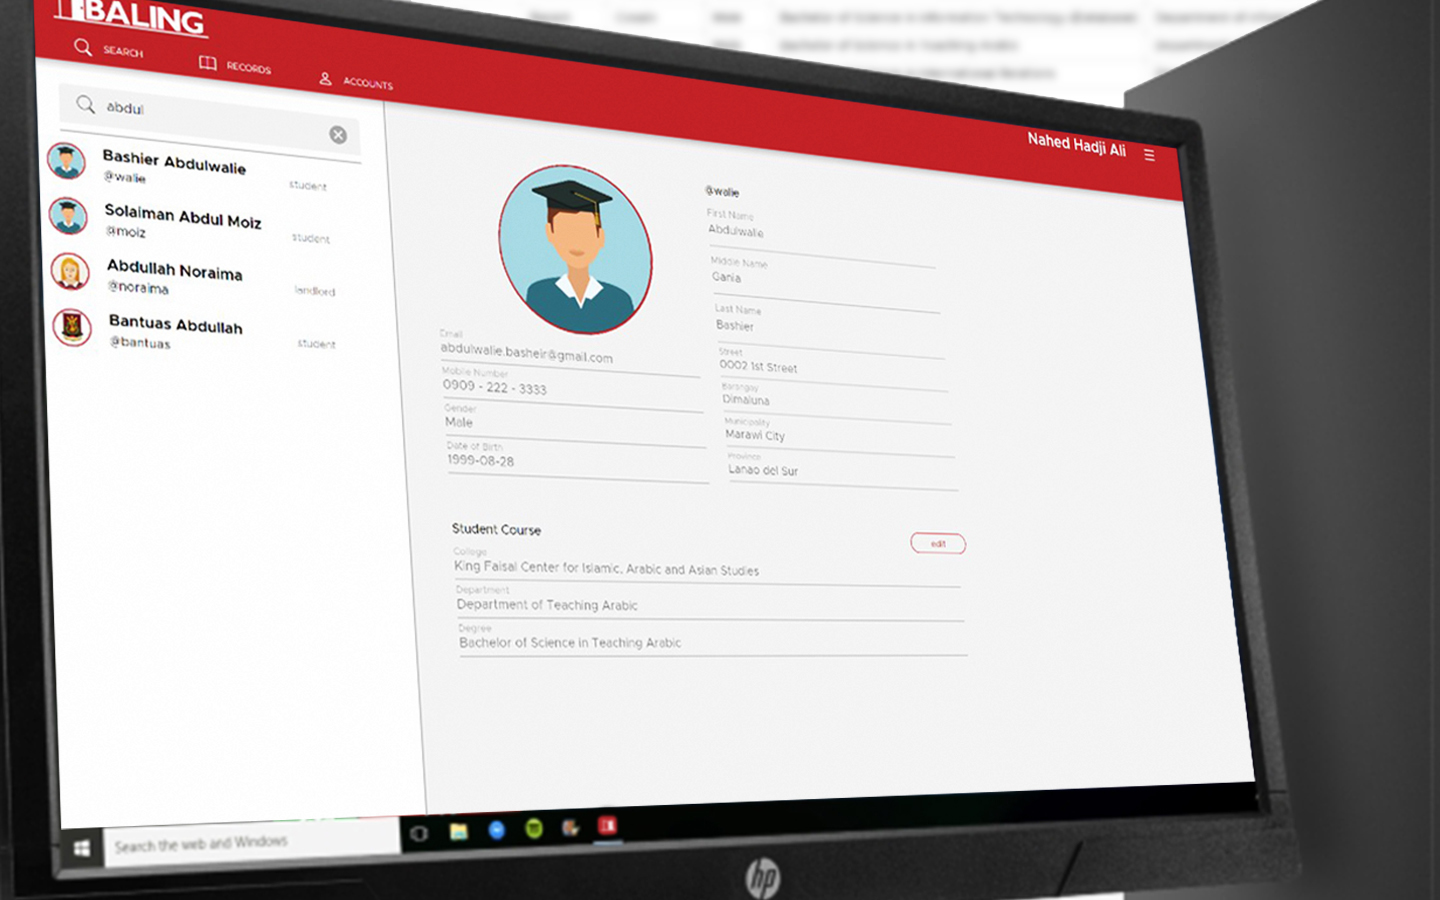 BALING
SEARCH
RECORDS
ACCOUNTS
Nahed Hadji Ali
abdul
Bashier Abdulwalie
@walie
student
Solaiman Abdul Moiz
@moiz
student
Abdullah Noraima
@noraima
landlord
Bantuas Abdullah
@bantuas
student
@walie
First Name
Abdulwalie
Middle Name
Gania
Last Name
Bashier
Street
0002 1st Street
Barangay
Dimaluna
Municipality
Marawi City
Province
Lanao del Sur
Email
abdulwalie.basheir@gmail.com
Mobile Number
0909 - 222 - 3333
Gender
Male
Date of Birth
1999-08-28
Student Course
edit
College
King Faisal Center for Islamic, Arabic and Asian Studies
Department
Department of Teaching Arabic
Degree
Bachelor of Science in Teaching Arabic
Search the web and Windows
hp